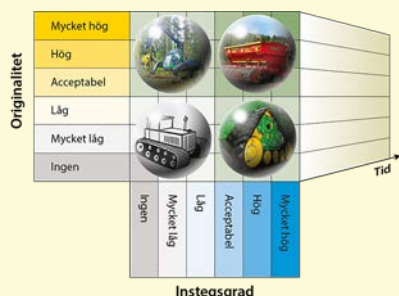 Originalitet
Mycket hög
Hög
Acceptabel
Låg
Mycket låg
Ingen
Tid
Ingen
Mycket låg
Låg
Acceptabel
Hög
Mycket hög
Instegsgrad